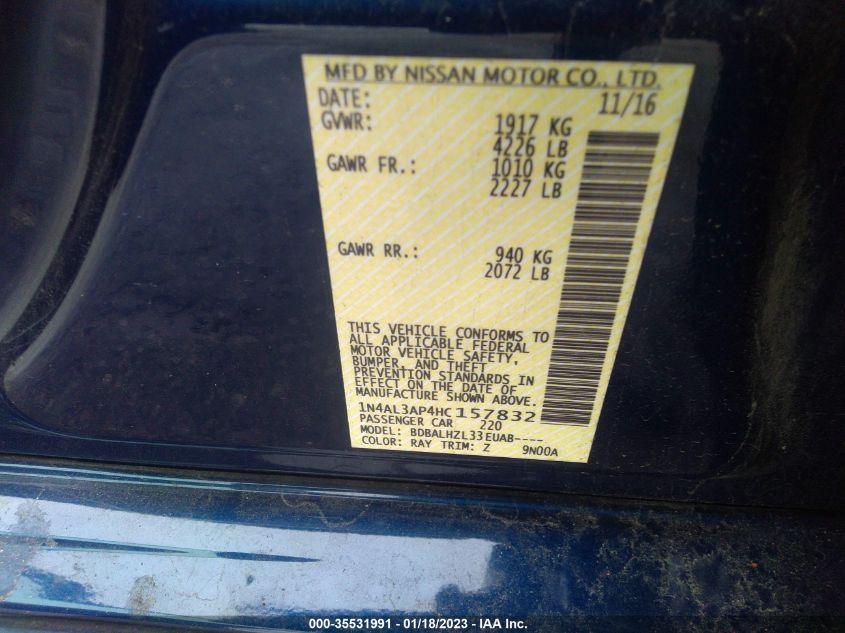 MFD BY NISSAN MOTOR CO., LTD.
DATE: 11/16
GVWR: 1917 KG
4226 LB
GAWR FR.: 1010 KG
2227 LB
GAWR RR.: 940 KG
2072 LB
THIS VEHICLE CONFORMS TO
ALL APPLICABLE FEDERAL
MOTOR VEHICLE SAFETY,
BUMPER, AND THEFT
PREVENTION STANDARDS IN
EFFECT ON THE DATE OF
MANUFACTURE SHOWN ABOVE.
1N4AL3AP4HC157832
PASSENGER CAR 220
MODEL: BDBALHZL33EUAB----
COLOR: RAY TRIM: Z 9N00A
000-35531991 - 01/18/2023 - IAA Inc.